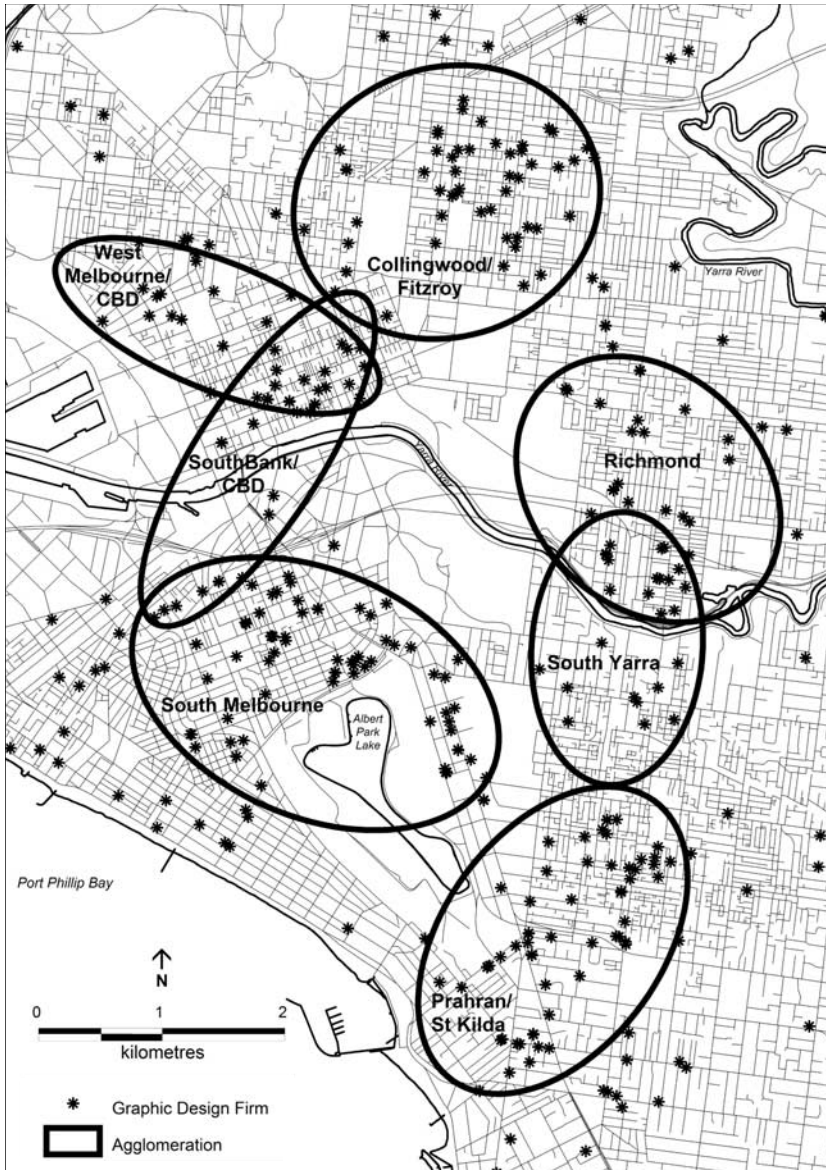 Collingwood/
Fitzroy
West
Melbourne/
CBD
Yarra River
SouthBank/
CBD
Yarra River
Richmond
South Yarra
South Melbourne
Albert
Park
Lake
Port Phillip Bay
Prahran/
St Kilda
N
0 1 2
kilometres
Graphic Design Firm
Agglomeration